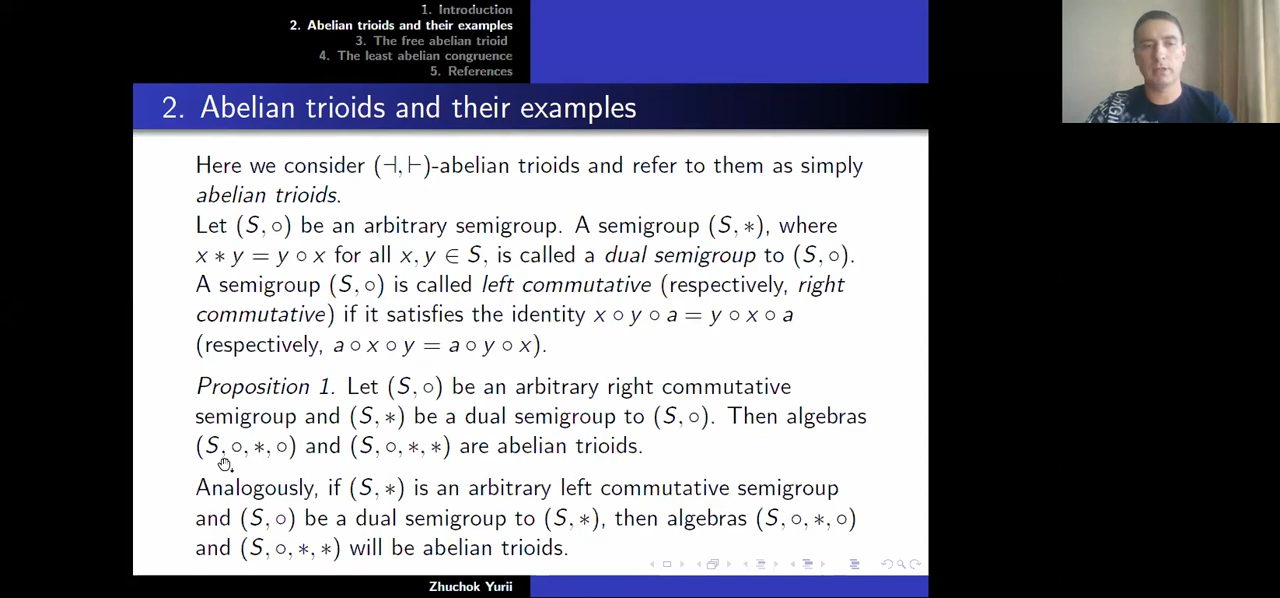 1. Introduction
2. Abelian trioids and their examples
3. The free abelian trioid
4. The least abelian congruence
5. References
2. Abelian trioids and their examples
Here we consider (⊣, ⊢)-abelian trioids and refer to them as simply
abelian trioids.
Let (S, ∘) be an arbitrary semigroup. A semigroup (S, ∗), where
x ∗ y = y ∘ x for all x, y ∈ S, is called a dual semigroup to (S, ∘).
A semigroup (S, ∘) is called left commutative (respectively, right
commutative) if it satisfies the identity x ∘ y ∘ a = y ∘ x ∘ a
(respectively, a ∘ x ∘ y = a ∘ y ∘ x).
Proposition 1. Let (S, ∘) be an arbitrary right commutative
semigroup and (S, ∗) be a dual semigroup to (S, ∘). Then algebras
(S, ∘, ∗, ∘) and (S, ∘, ∗, ∗) are abelian trioids.
Analogously, if (S, ∗) is an arbitrary left commutative semigroup
and (S, ∘) be a dual semigroup to (S, ∗), then algebras (S, ∘, ∗, ∘)
and (S, ∘, ∗, ∗) will be abelian trioids.
Zhuchok Yurii